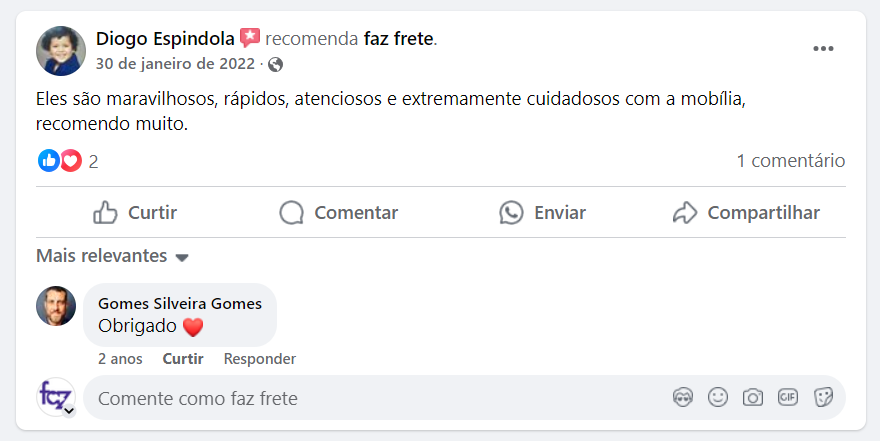 Diogo Espindola recomenda faz frete.
30 de janeiro de 2022 ·
Eles são maravilhosos, rápidos, atenciosos e extremamente cuidadosos com a mobília,
recomendo muito.
2 1 comentário
Curtir Comentar Enviar Compartilhar
Mais relevantes
Gomes Silveira Gomes
Obrigado ❤️
2 anos Curtir Responder
fcz Comente como faz frete GIF